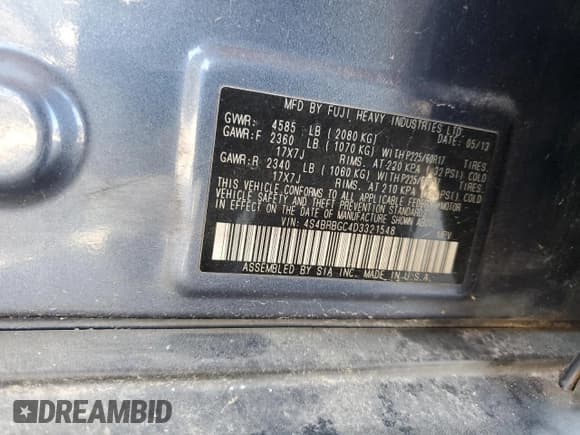 MFD BY FUJI HEAVY INDUSTRIES LTD. DATE: 05/13
GVWR: 4585 LB ( 2080 KG)
GAWR:F 2360 LB ( 1070 KG) WITH P225/60R17 TIRES,
17X7J RIMS, AT 220 KPA ( 32 PSI) COLD
GAWR:R 2340 LB ( 1060 KG) WITH TIRES,
17X7J RIMS, AT 210 KPA PSI) COLD
THIS VEHICLE CONFORMS TO ALL APPLICABLE FEDERAL MOTOR
VEHICLE SAFETY AND THEFT PREVENTION STANDARDS
IN EFFECT ON THE DATE OF MANUFACTURE SHOWN
VIN: 4S4BRBGC4D3321548 MPV
ASSEMBLED BY SIA INC. MADE IN U.S.A.
DREAMBID